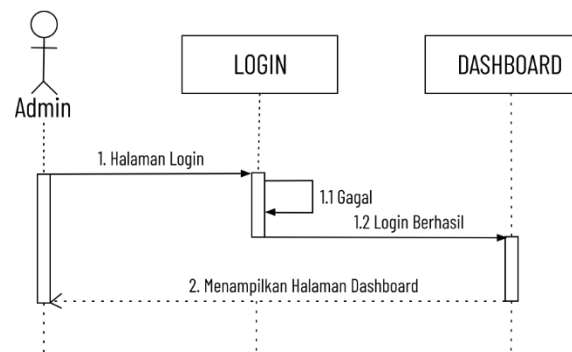 LOGIN
DASHBOARD
Admin
1. Halaman Login
1.1 Gagal
1.2 Login Berhasil
2. Menampilkan Halaman Dashboard